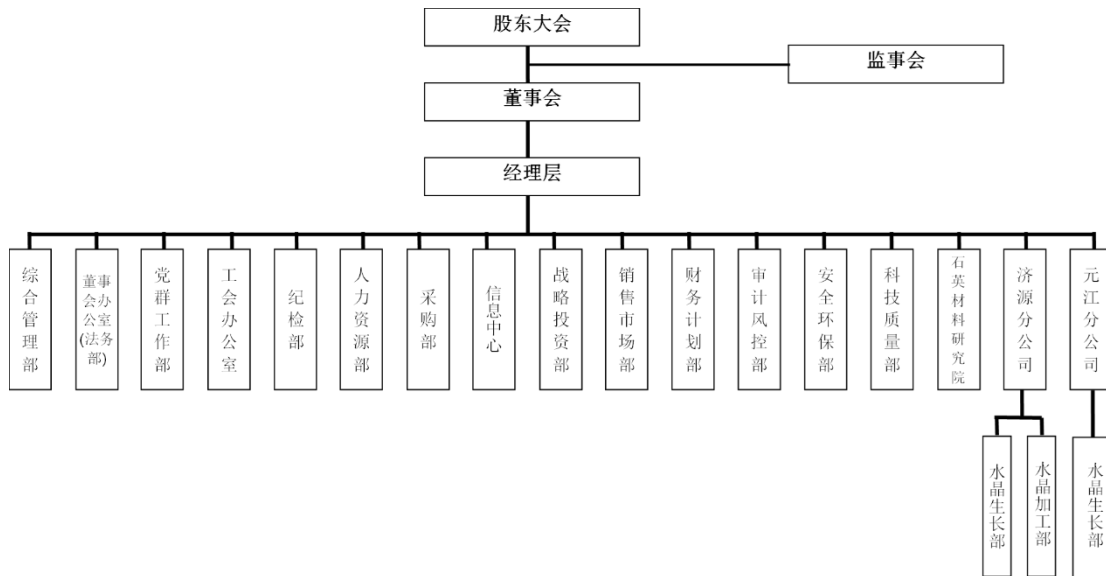 股东大会
监事会
董事会
经理层
综合管理部
董事会办公室(法务部)
党群工作部
工会办公室
纪检部
人力资源部
采购部
信息中心
战略投资部
销售市场部
财务计划部
审计风控部
安全环保部
科技质量部
石英材料研究院
济源分公司
元江分公司
水晶生长部
水晶加工部
水晶生长部